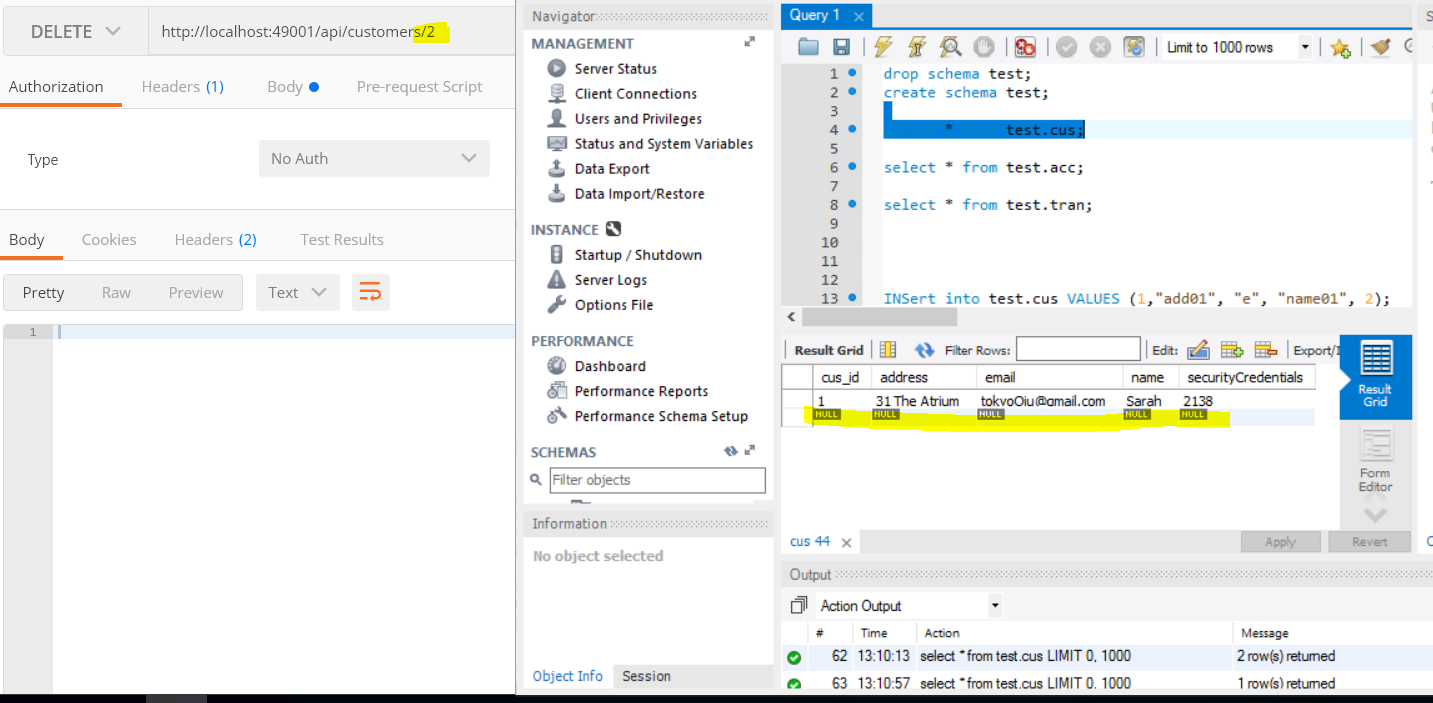 DELETE
http://localhost:49001/api/customers/2
Authorization
Headers (1)
Body
Pre-request Script
Type
No Auth
Body
Cookies
Headers (2)
Test Results
Pretty
Raw
Preview
Text
1
Navigator
MANAGEMENT
Server Status
Client Connections
Users and Privileges
Status and System Variables
Data Export
Data Import/Restore
INSTANCE
Startup / Shutdown
Server Logs
Options File
PERFORMANCE
Dashboard
Performance Reports
Performance Schema Setup
SCHEMAS
Filter objects
Information
No object selected
Object Info
Session
Query 1
Limit to 1000 rows
1 drop schema test;
2 create schema test;
3
4 * test.cus;
5
6 select * from test.acc;
7
8 select * from test.tran;
9
10
11
12
13 INSert into test.cus VALUES (1,"add01", "e", "name01", 2);
Result Grid
Filter Rows:
Edit:
Export/I
cus_id address email name securityCredentials
1 31 The Atrium tokyoQiu@gmail.com Sarah 2138
NULL NULL NULL NULL NULL
Result
Grid
Form
Editor
cus 44
Apply
Revert
Output
Action Output
# Time Action Message
62 13:10:13 select * from test.cus LIMIT 0, 1000 2 row(s) returned
63 13:10:57 select * from test.cus LIMIT 0, 1000 1 row(s) returned